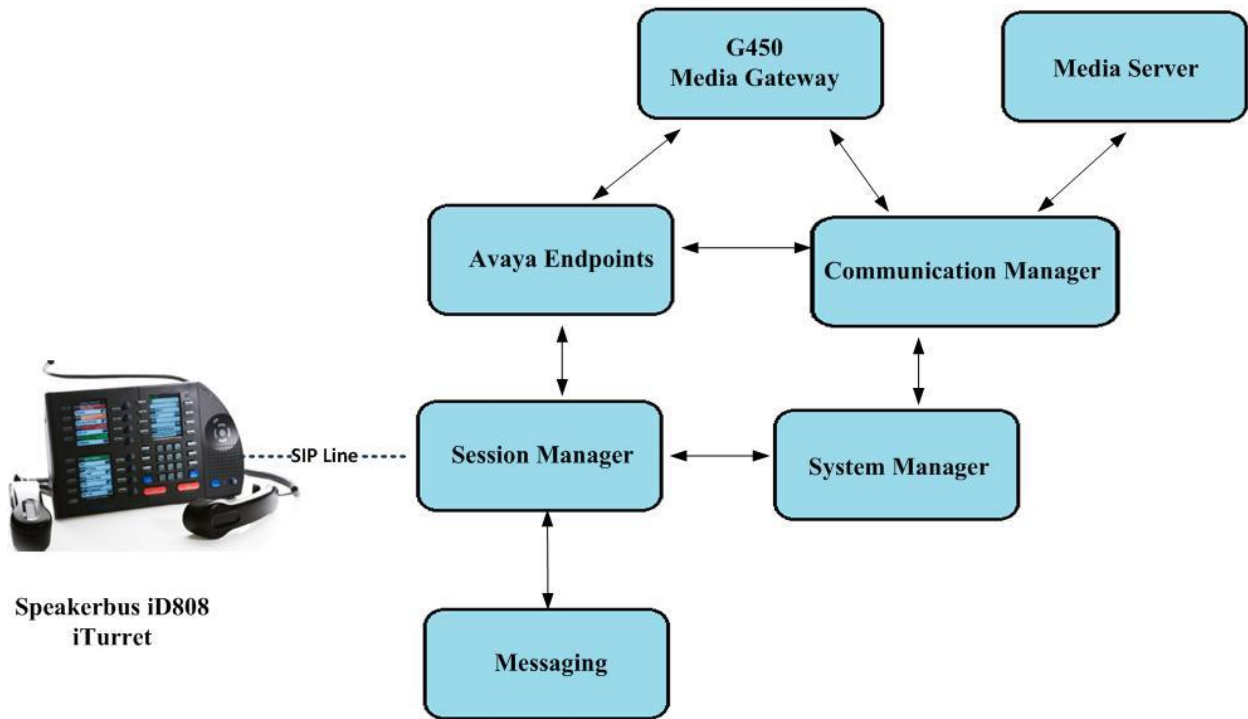 G450
Media Gateway
Media Server
Avaya Endpoints
Communication Manager
SIP Line
Session Manager
System Manager
Speakerbus iD808
iTurret
Messaging